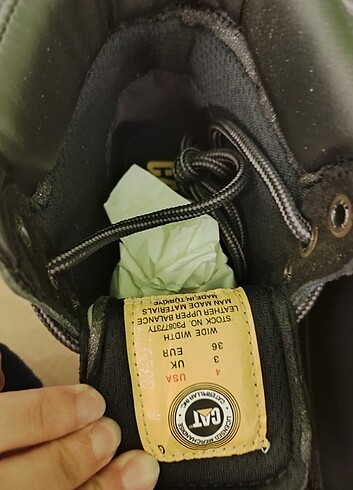 LICENSED MERCHANDISE
CAT
CATERPILLAR INC.
4 USA
3 UK
36 EUR
WIDE WIDTH
STOCK NO P308773TY
LEATHER UPPER BALANCE
MAN MADE MATERIALS
MADE IN TÜRKİYE